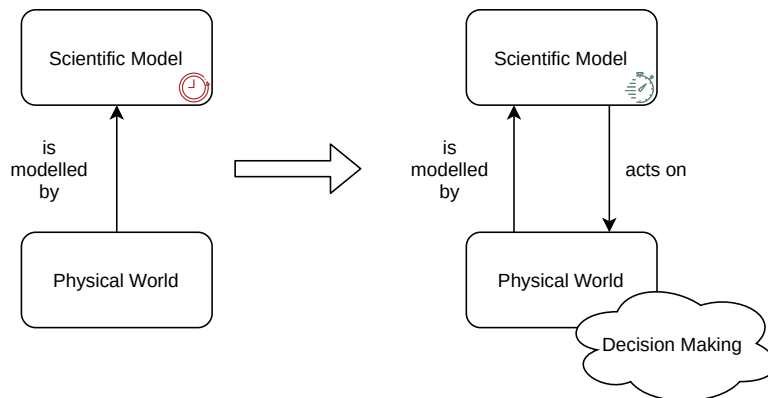 Scientific Model
is
modelled
by
Physical World
Scientific Model
is
modelled
by
acts on
Physical World
Decision Making